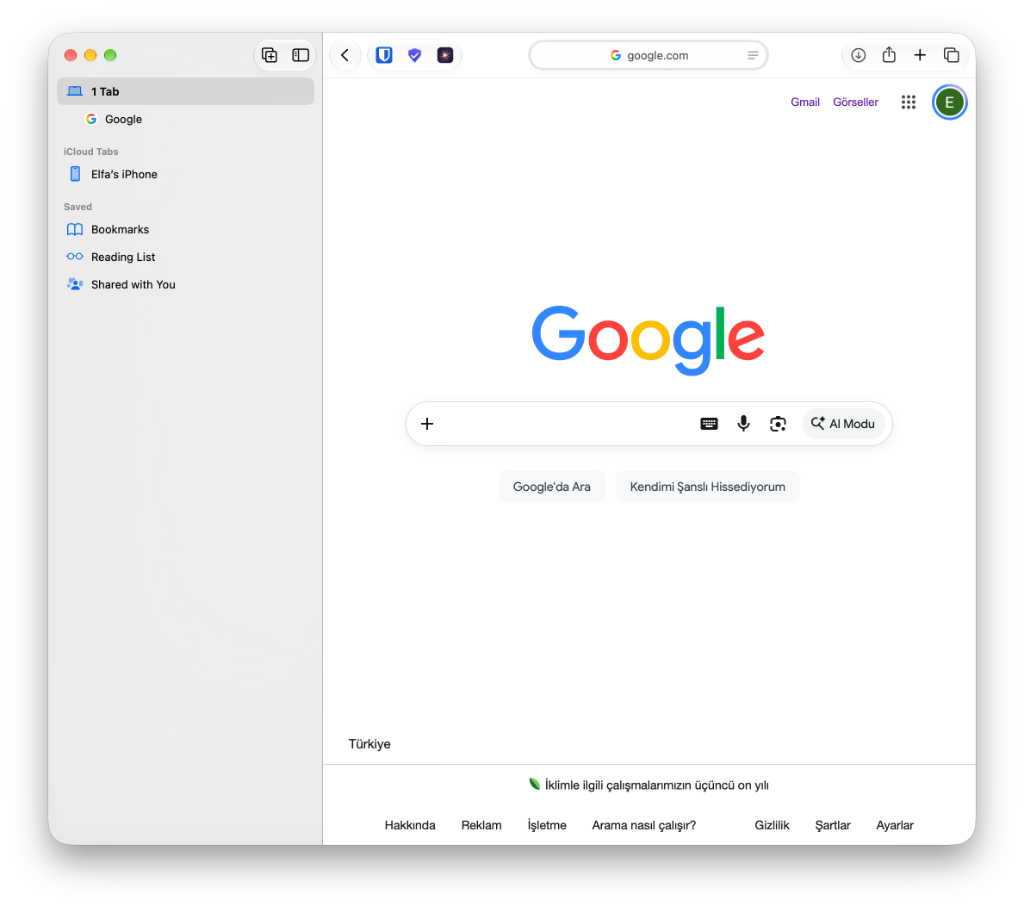 1 Tab
Google
iCloud Tabs
Elfa's iPhone
Saved
Bookmarks
Reading List
Shared with You
google.com
Gmail Görseller
E
Google
AI Modu
Google'da Ara Kendimi Şanslı Hissediyorum
Türkiye
İklimle ilgili çalışmalarımızın üçüncü on yılı
Hakkında Reklam İşletme Arama nasıl çalışır? Gizlilik Şartlar Ayarlar